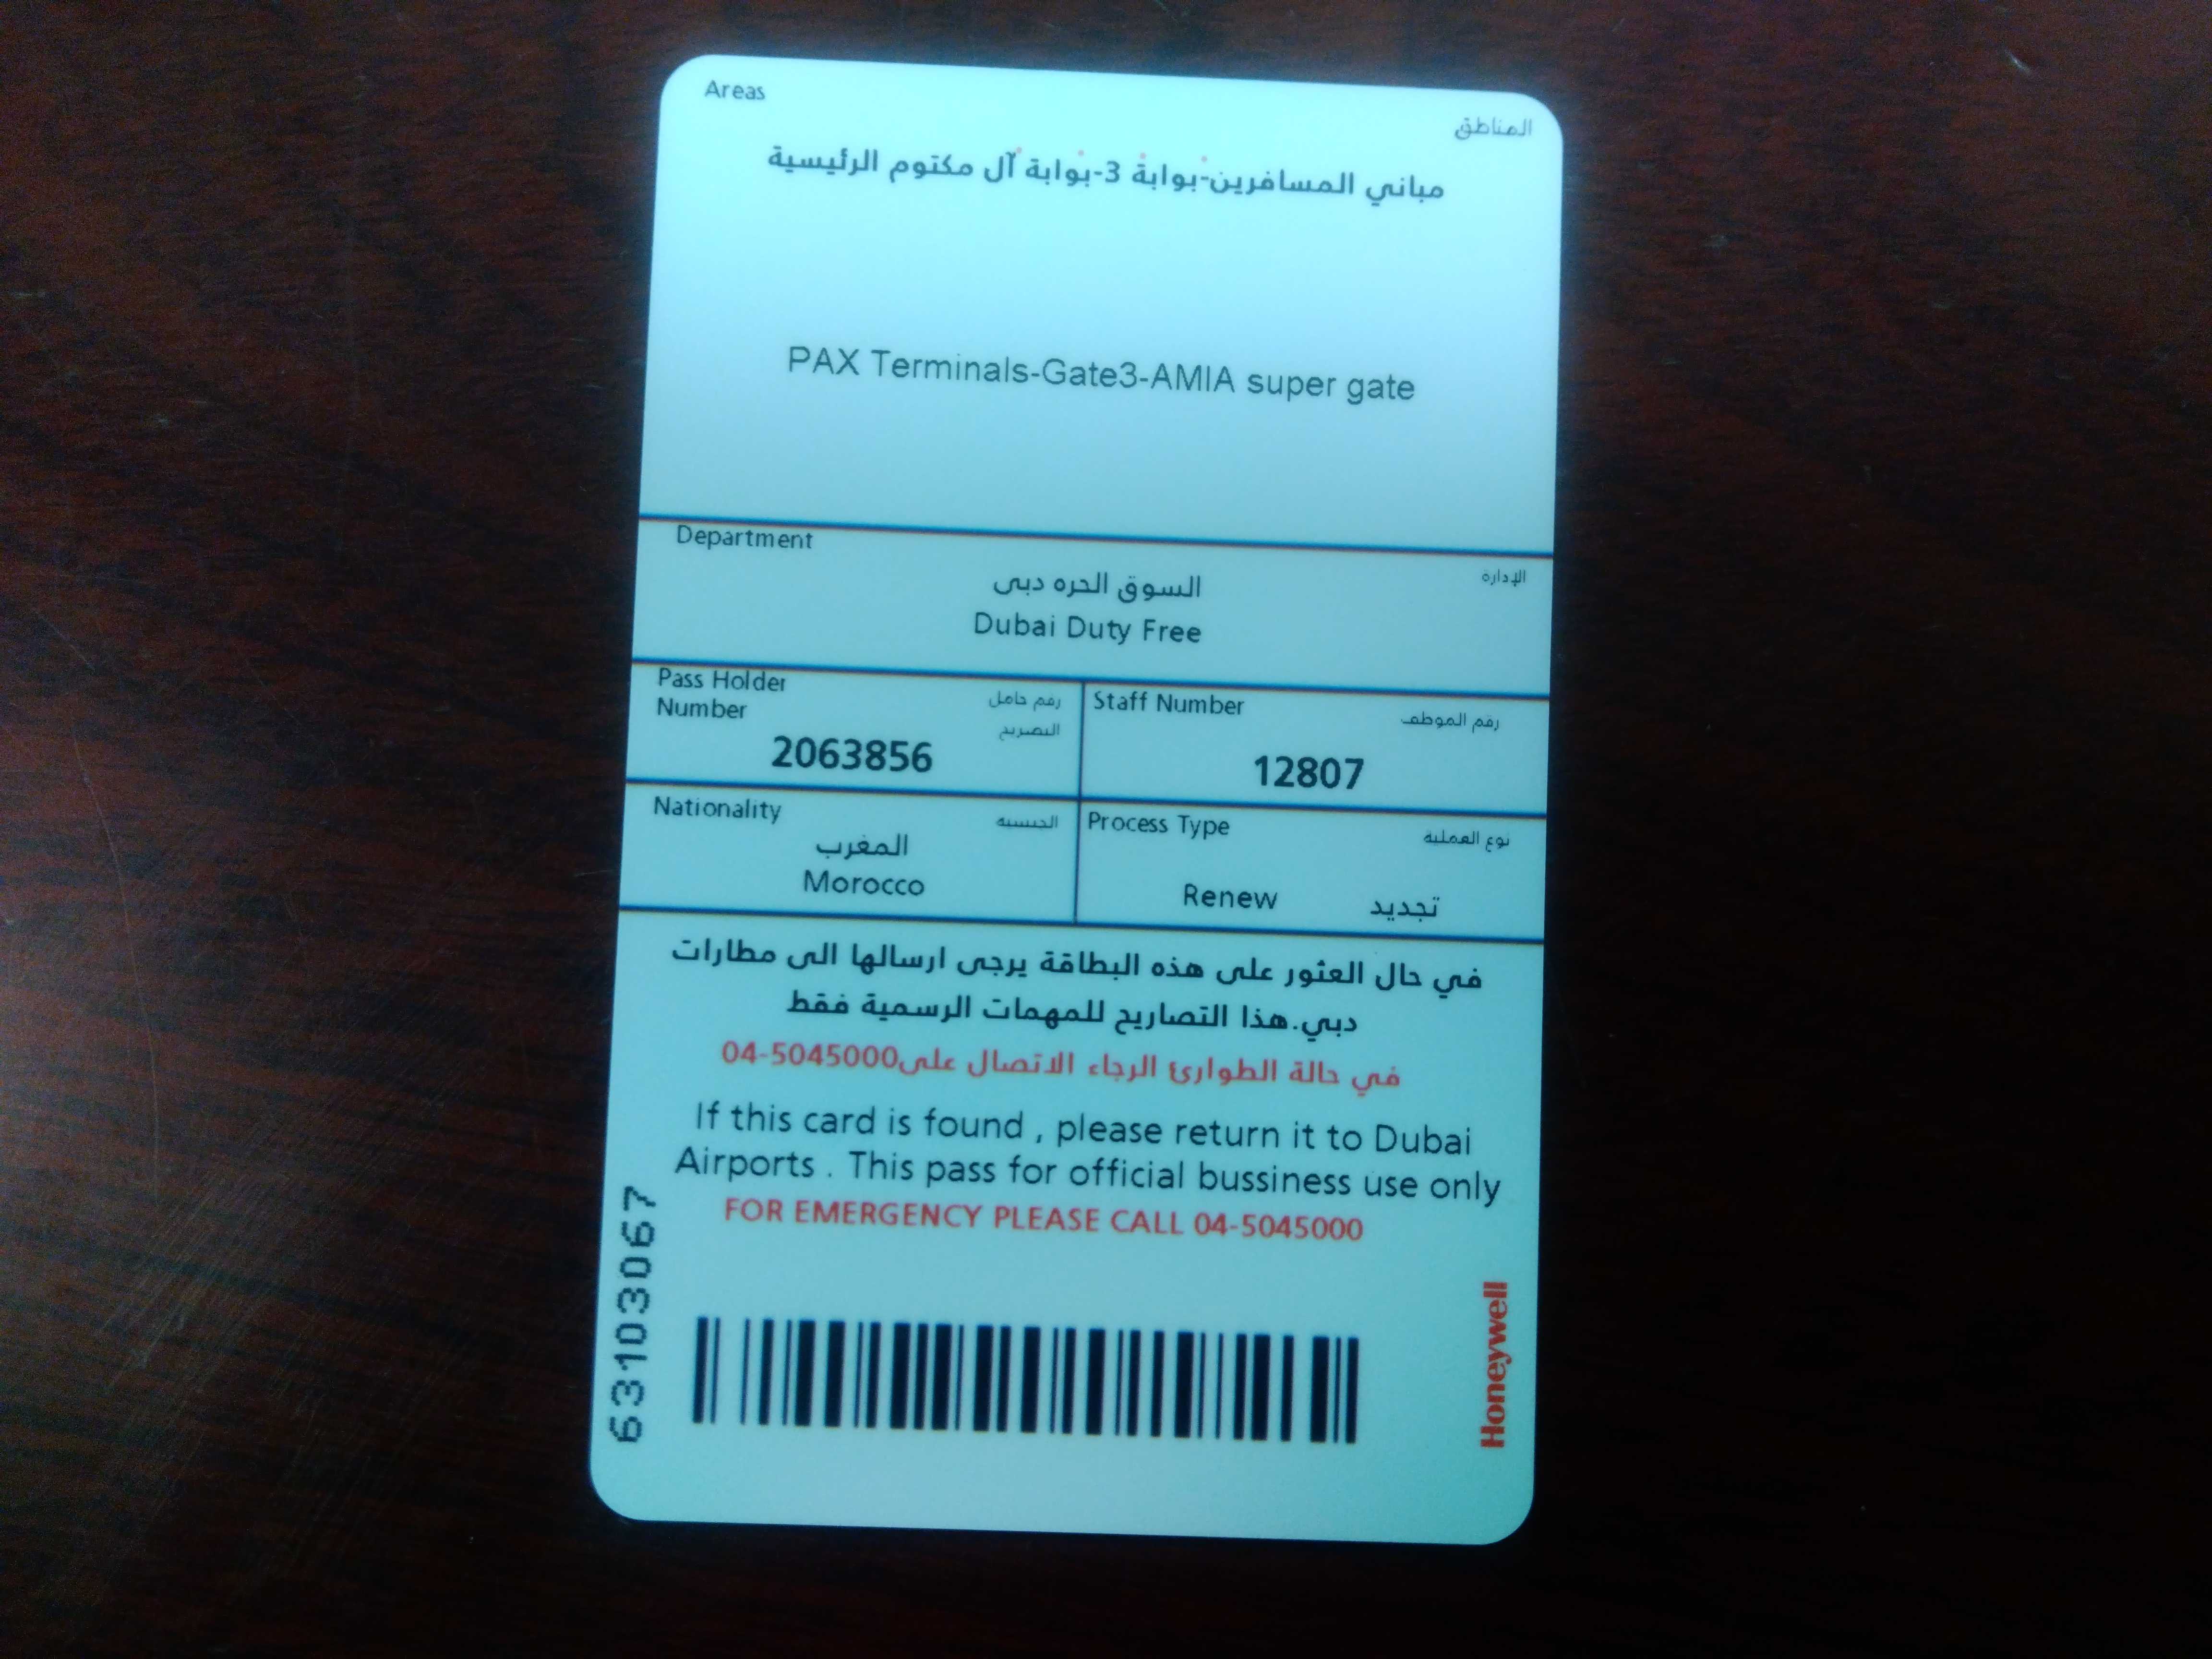 Areas
المناطق
مباني المسافرين-بوابة 3-بوابة آل مكتوم الرئيسية
PAX Terminals-Gate3-AMIA super gate
Department
الإدارة
السوق الحره دبى
Dubai Duty Free
Pass Holder
Number
رقم حامل
التصريح
2063856
Staff Number
رقم الموظف
12807
Nationality
الجنسيه
المغرب
Morocco
Process Type
نوع العملية
Renew
تجديد
في حال العثور على هذه البطاقة يرجى ارسالها الى مطارات
دبي.هذا التصاريح للمهمات الرسمية فقط
في حالة الطوارئ الرجاء الاتصال على04-5045000
If this card is found , please return it to Dubai
Airports . This pass for official bussiness use only
FOR EMERGENCY PLEASE CALL 04-5045000
63103067
Honeywell